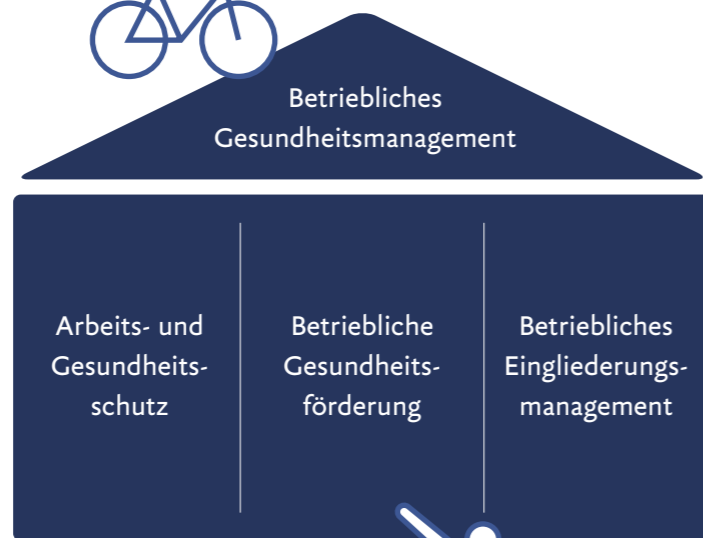 Betriebliches
Gesundheitsmanagement
Arbeits- und
Gesundheits-
schutz
Betriebliche
Gesundheits-
förderung
Betriebliches
Eingliederungs-
management